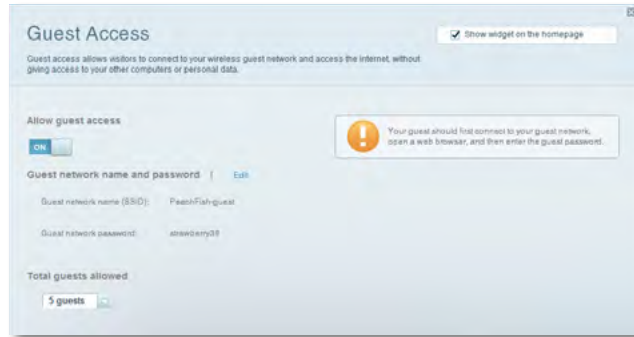 Guest Access
Show widget on the homepage
Guest access allows visitors to connect to your wireless guest network and access the Internet, without
giving access to your other computers or personal data.
Allow guest access
ON
Your guest should first connect to your guest network,
open a web browser, and then enter the guest password.
Guest network name and password | Edit
Guest network name (SSID): PeachFish-guest
Guest network password: strawberry38
Total guests allowed
5 guests